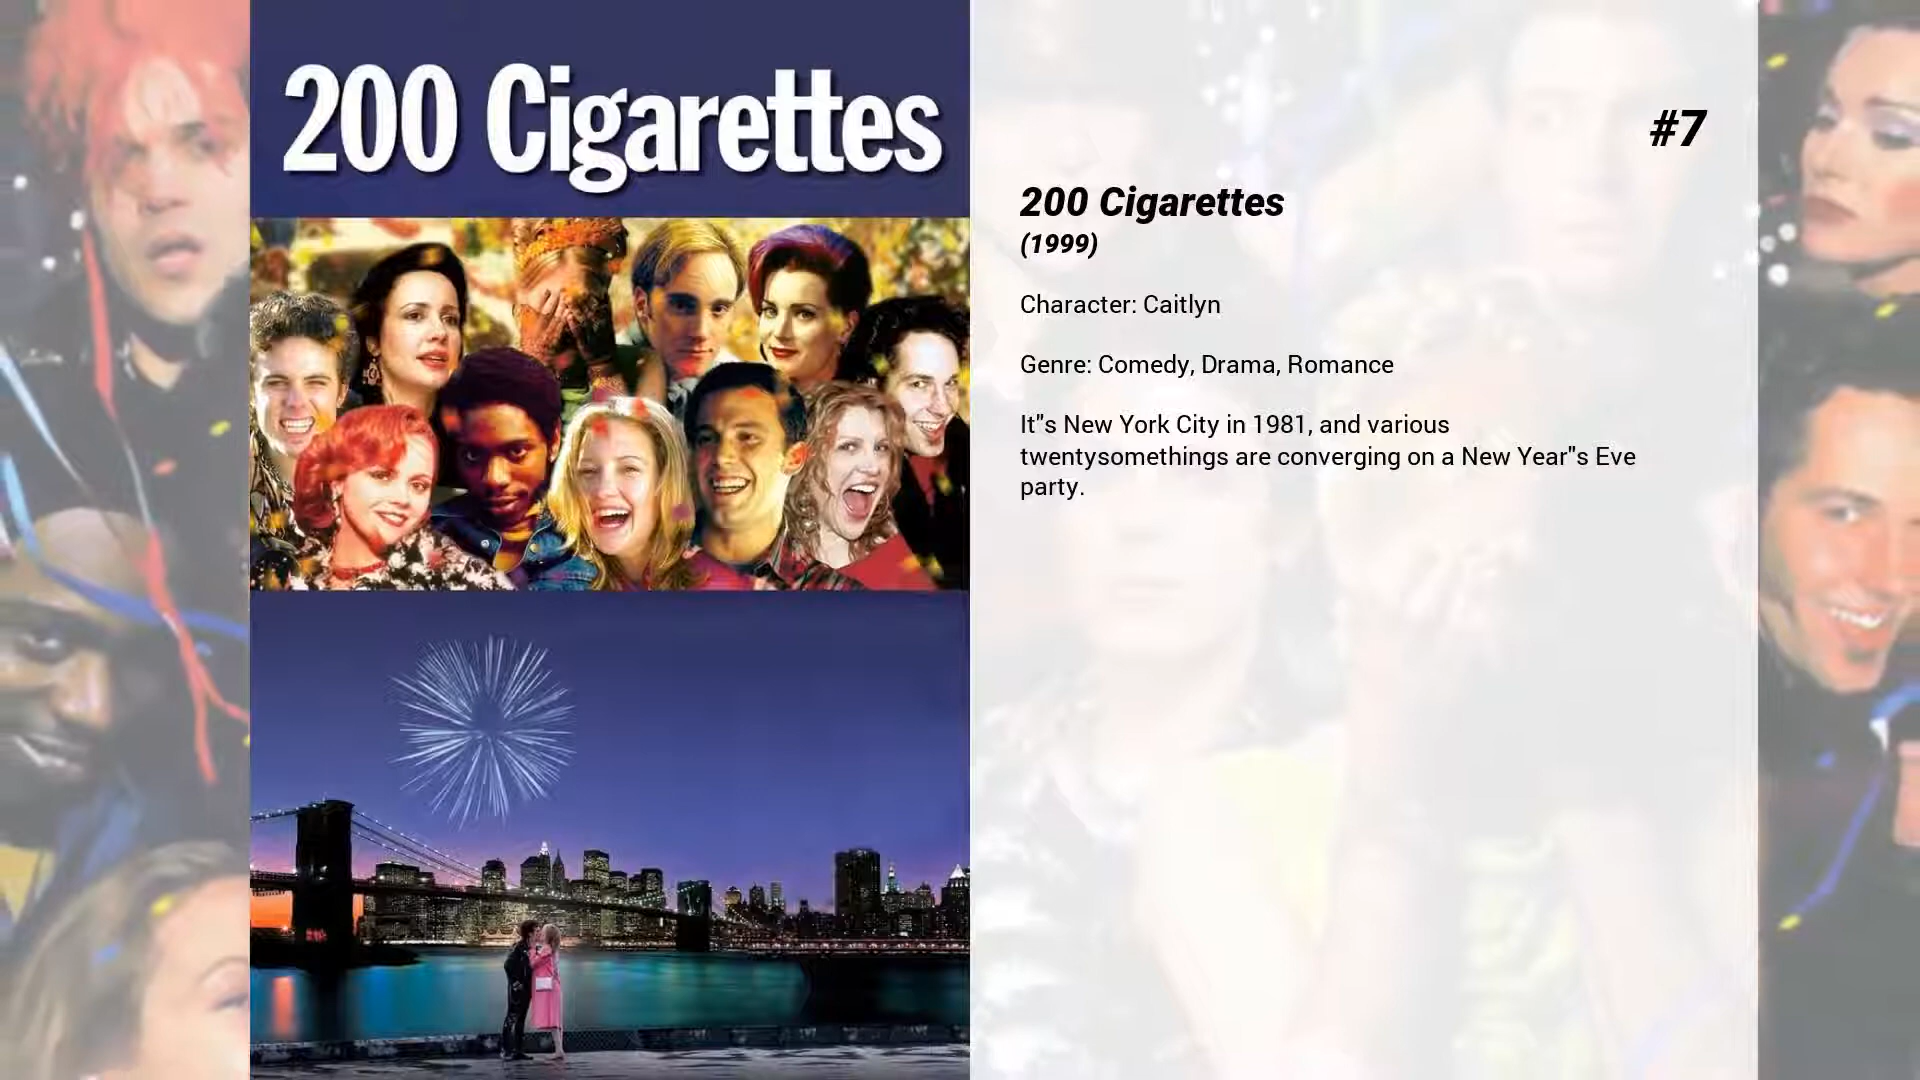 200 Cigarettes
#7
200 Cigarettes
(1999)
Character: Caitlyn
Genre: Comedy, Drama, Romance
It"s New York City in 1981, and various
twentysomethings are converging on a New Year"s Eve
party.